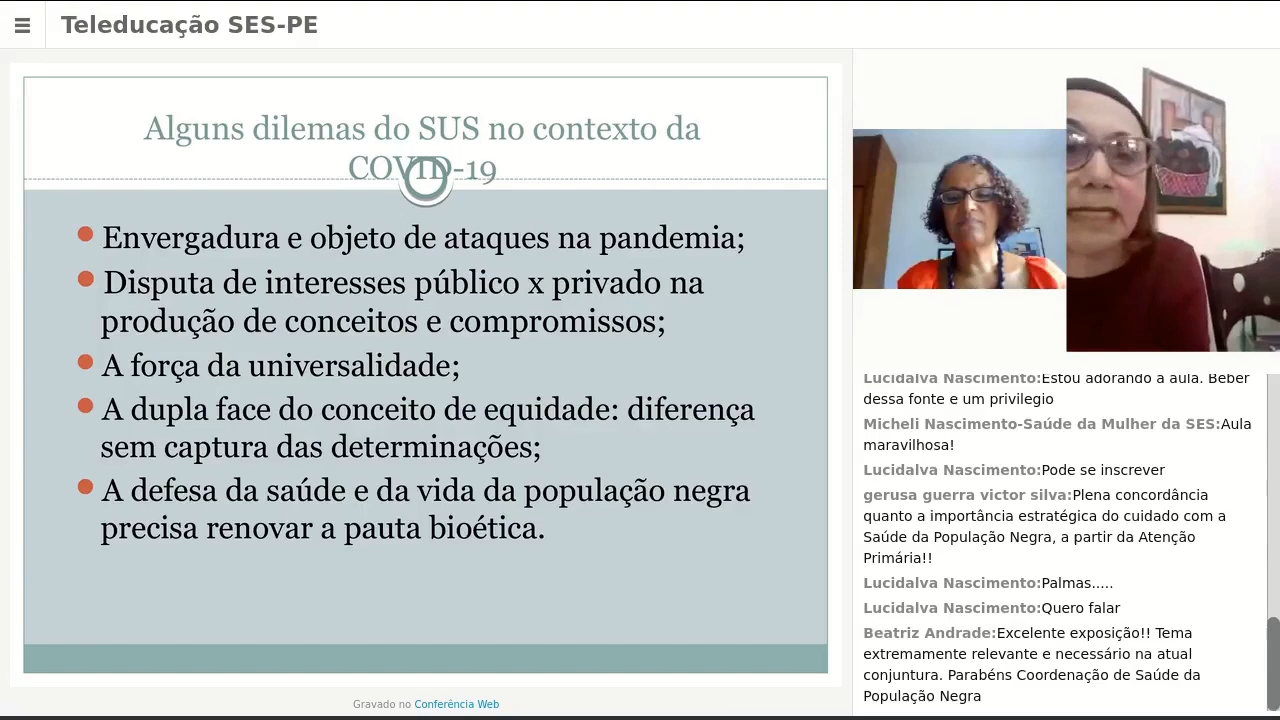 Teleducação SES-PE
Alguns dilemas do SUS no contexto da
COVID-19
Envergadura e objeto de ataques na pandemia;
Disputa de interesses público x privado na
produção de conceitos e compromissos;
A força da universalidade;
A dupla face do conceito de equidade: diferença
sem captura das determinações;
A defesa da saúde e da vida da população negra
precisa renovar a pauta bioética.
Gravado no Conferência Web
Lucidalva Nascimento:Estou adorando a aula. Beber
dessa fonte e um privilegio
Micheli Nascimento-Saúde da Mulher da SES:Aula
maravilhosa!
Lucidalva Nascimento:Pode se inscrever
gerusa guerra victor silva:Plena concordância
quanto a importância estratégica do cuidado com a
Saúde da População Negra, a partir da Atenção
Primária!!
Lucidalva Nascimento:Palmas.....
Lucidalva Nascimento:Quero falar
Beatriz Andrade:Excelente exposição!! Tema
extremamente relevante e necessário na atual
conjuntura. Parabéns Coordenação de Saúde da
População Negra